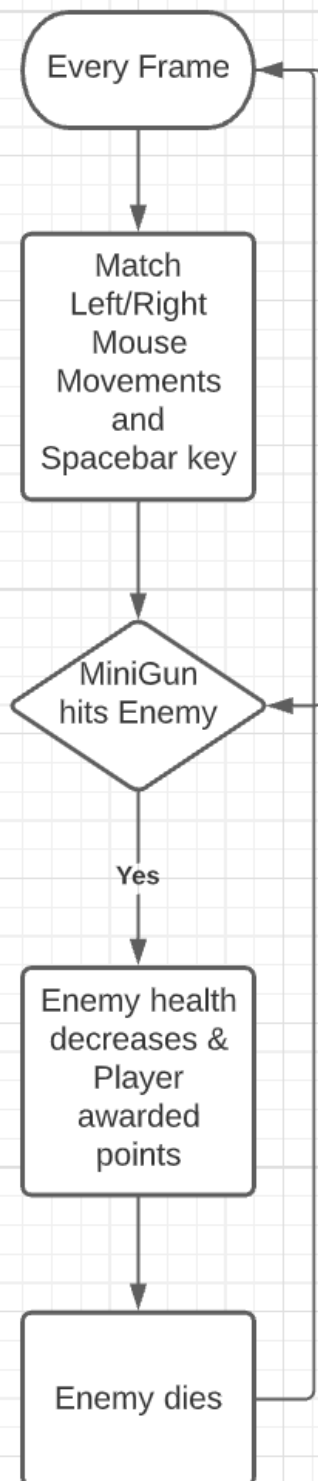 Every Frame
Match
Left/Right
Mouse
Movements
and
Spacebar key
MiniGun
hits Enemy
Yes
Enemy health
decreases &
Player
awarded
points
Enemy dies